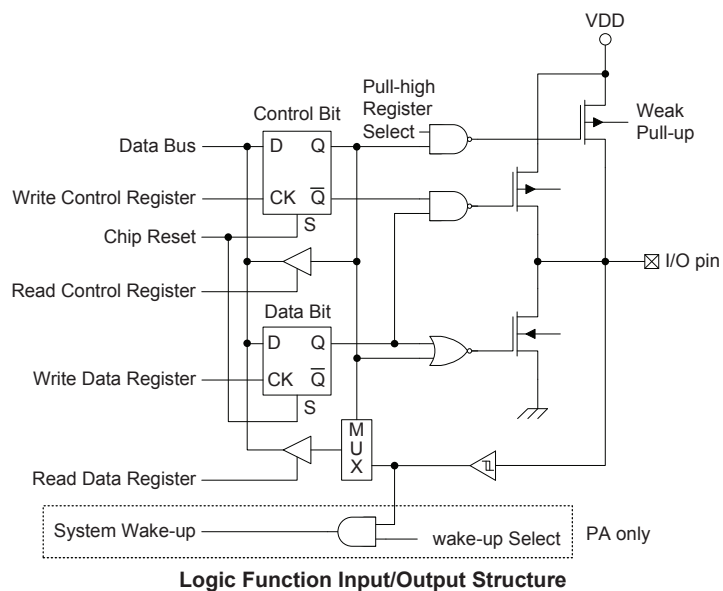 VDD
Pull-high
Register
Select
Weak
Pull-up
Control Bit
Data Bus
D
Q
Write Control Register
CK
Q
Chip Reset
S
I/O pin
Read Control Register
Data Bit
D
Q
Write Data Register
CK
Q
S
M
U
X
Read Data Register
System Wake-up
wake-up Select
PA only
Logic Function Input/Output Structure